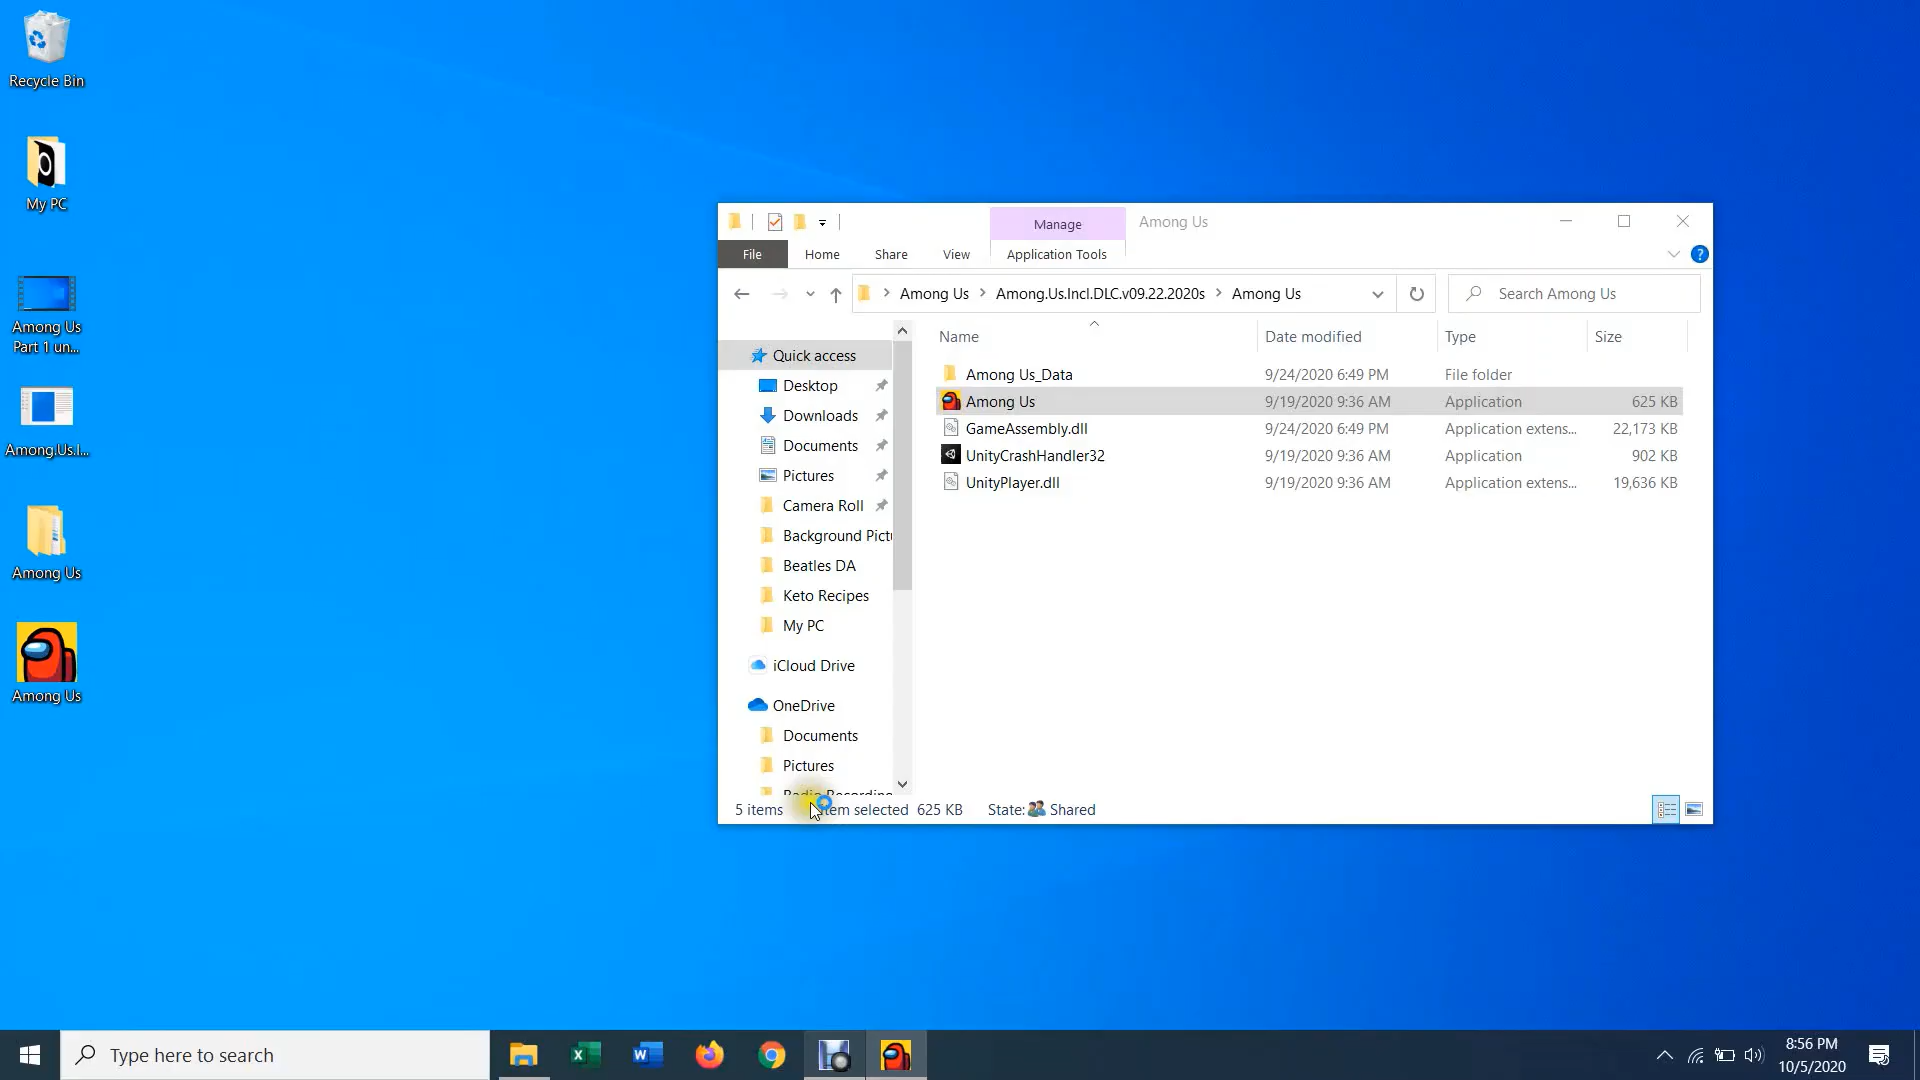 Recycle Bin
My PC
Among Us
Part 1 un...
Among.Us.I...
Among Us
Among Us
Manage
Among Us
File
Home
Share
View
Application Tools
Among Us
Among.Us.Incl.DLC.v09.22.2020s
Among Us
Search Among Us
Name
Date modified
Type
Size
Quick access
Desktop
Downloads
Documents
Pictures
Camera Roll
Background Pict
Beatles DA
Keto Recipes
My PC
iCloud Drive
OneDrive
Documents
Pictures
Among Us_Data 9/24/2020 6:49 PM File folder
Among Us 9/19/2020 9:36 AM Application 625 KB
GameAssembly.dll 9/24/2020 6:49 PM Application extens... 22,173 KB
UnityCrashHandler32 9/19/2020 9:36 AM Application 902 KB
UnityPlayer.dll 9/19/2020 9:36 AM Application extens... 19,636 KB
5 items selected 625 KB State: Shared
Type here to search
8:56 PM
10/5/2020